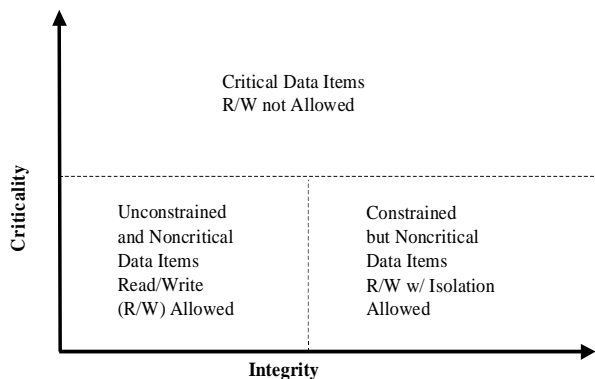 Critical Data Items
R/W not Allowed
Criticality
Unconstrained
and Noncritical
Data Items
Read/Write
(R/W) Allowed
Constrained
but Noncritical
Data Items
R/W w/ Isolation
Allowed
Integrity